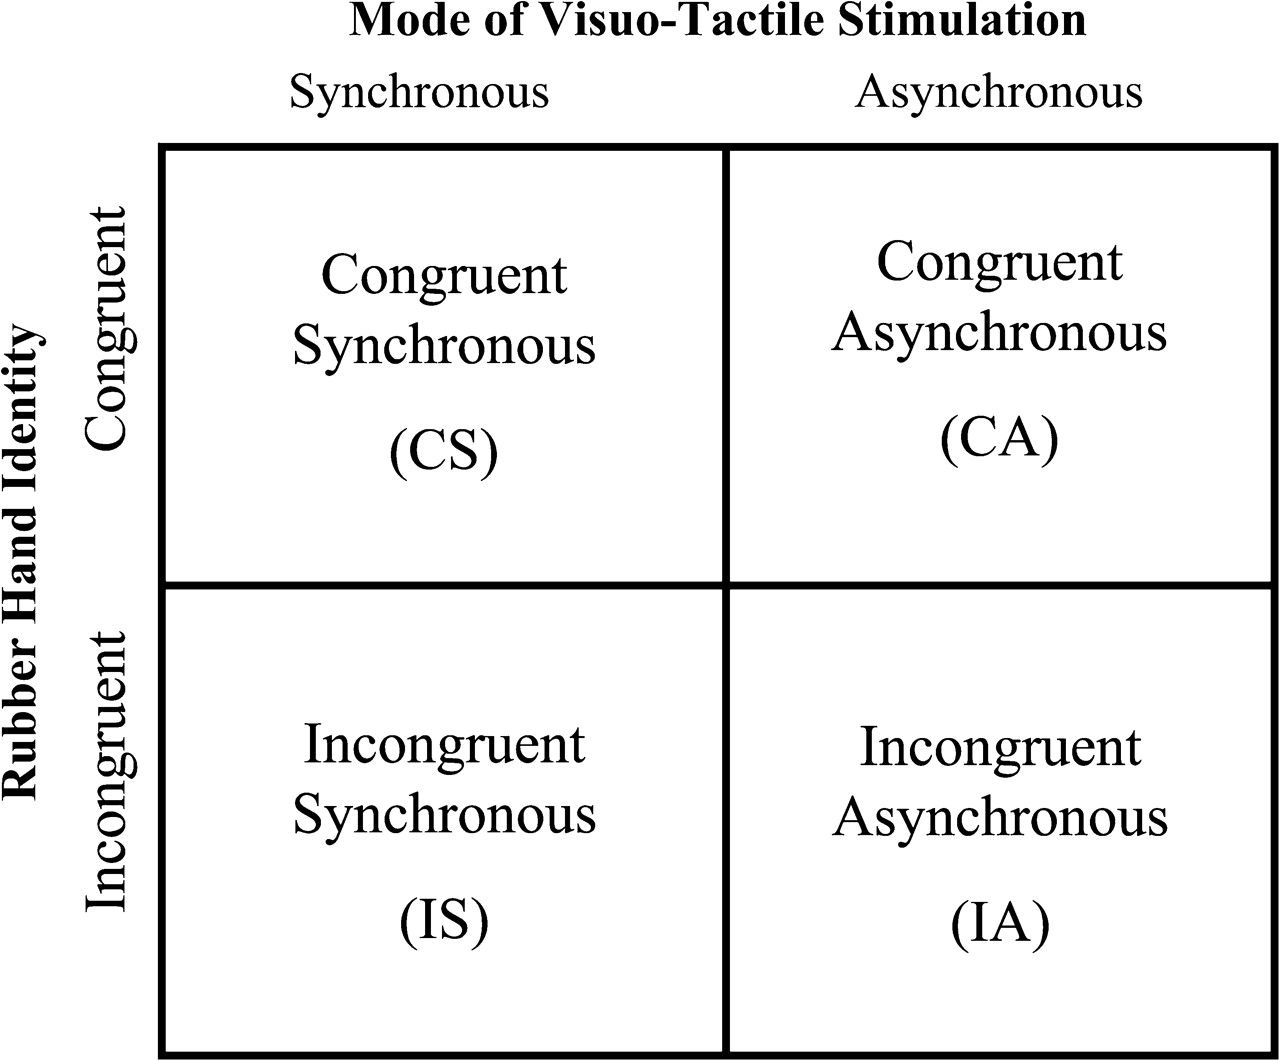 Mode of Visuo-Tactile Stimulation
Synchronous
Asynchronous
Rubber Hand Identity
Congruent
Congruent
Synchronous
(CS)
Congruent
Asynchronous
(CA)
Incongruent
Incongruent
Synchronous
(IS)
Incongruent
Asynchronous
(IA)